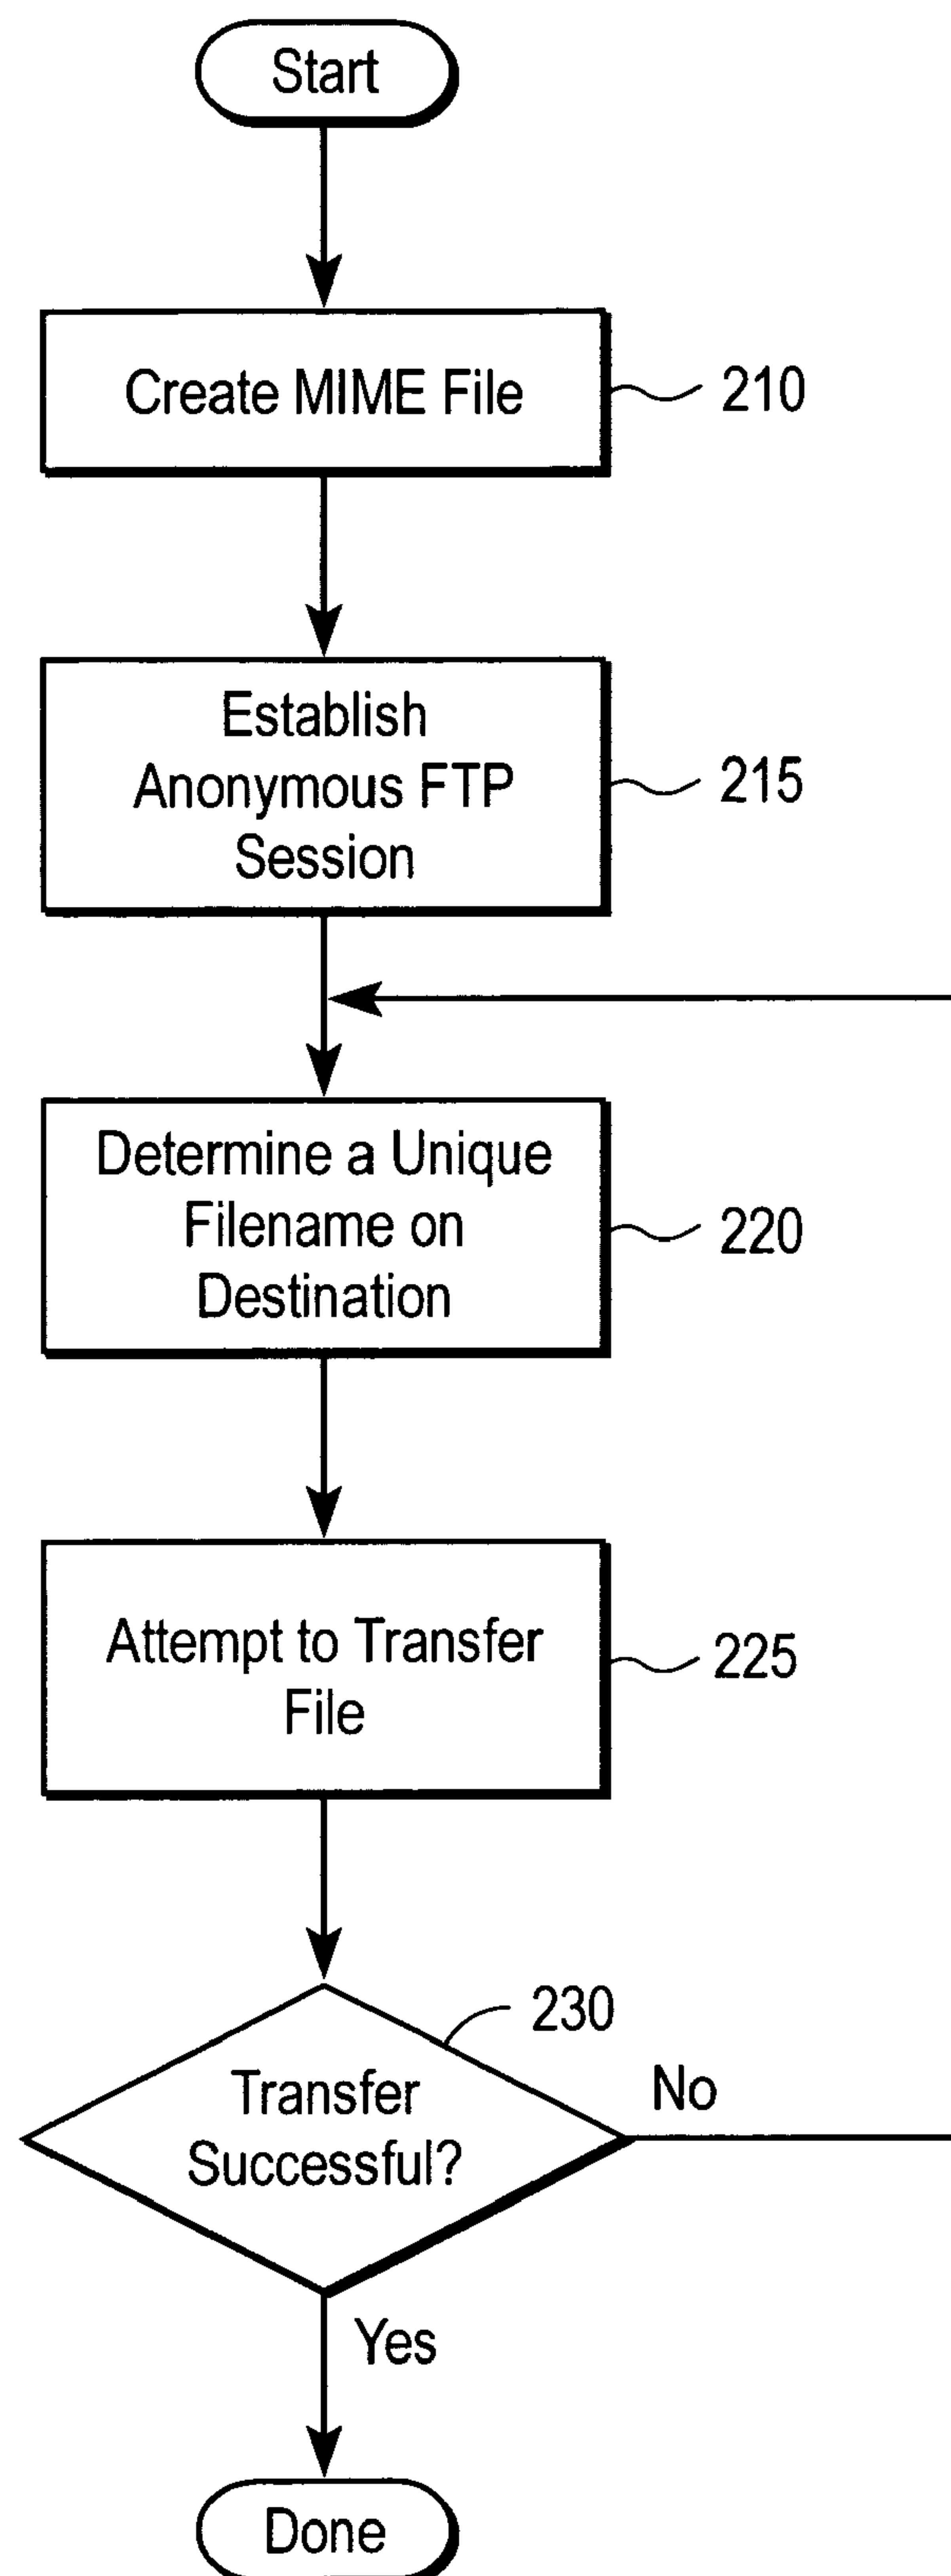 Start
Create MIME File
210
Establish
Anonymous FTP
Session
215
Determine a Unique
Filename on
Destination
220
Attempt to Transfer
File
225
230
Transfer
Successful?
No
Yes
Done